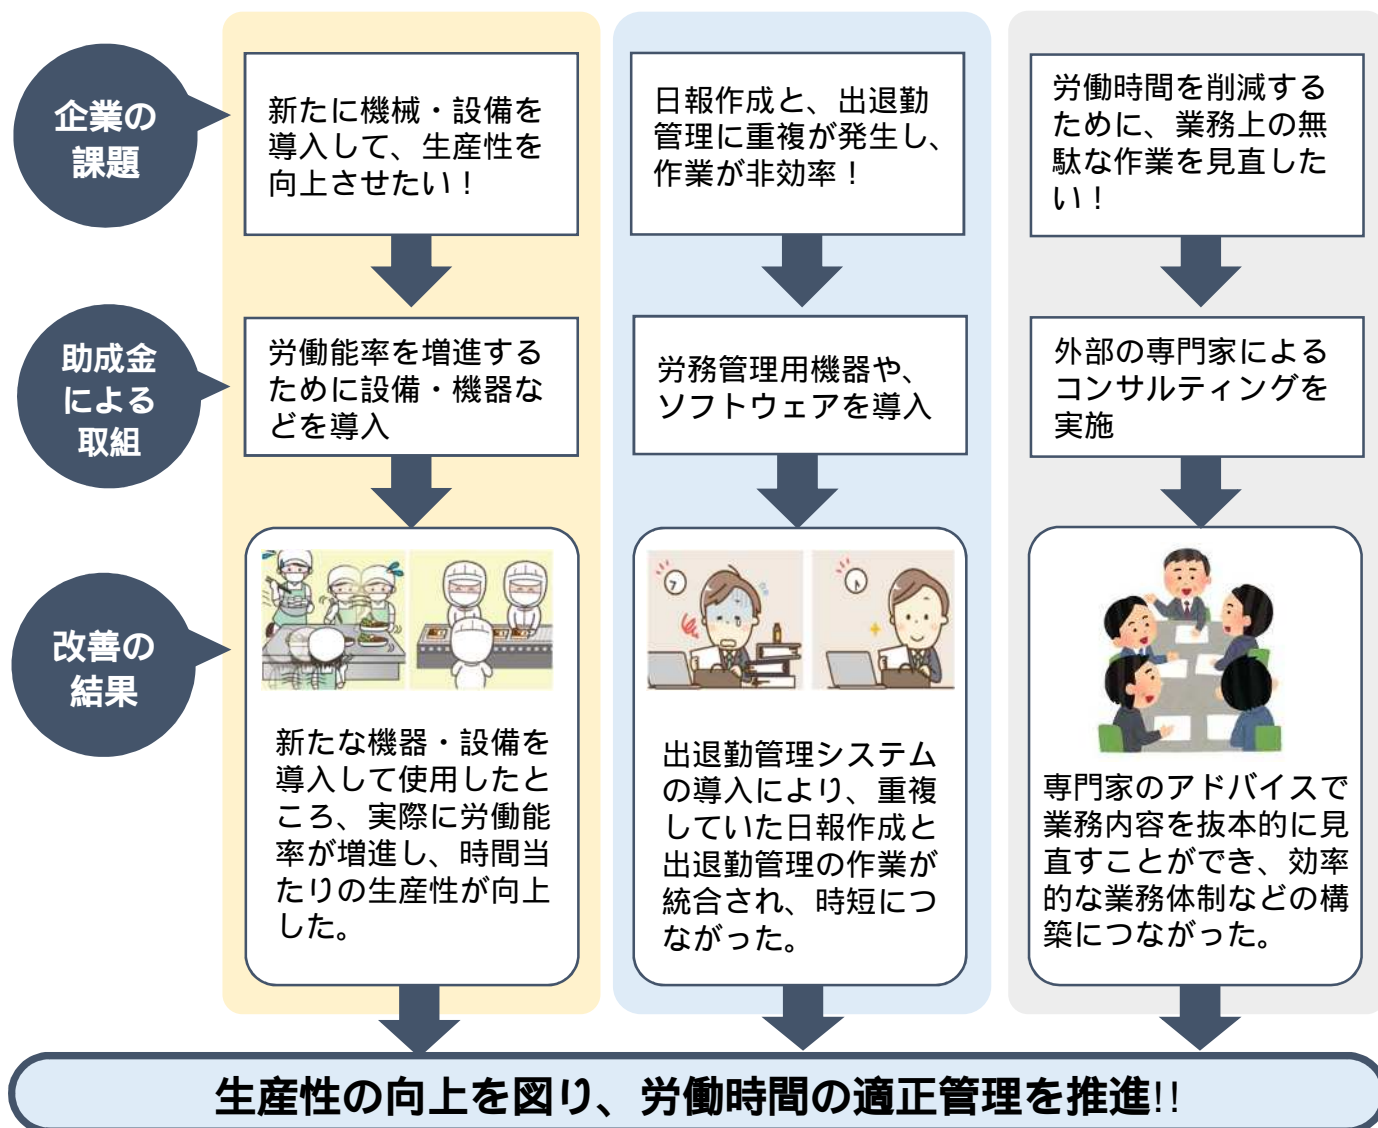 企業の
課題
新たに機械・設備を
導入して、生産性を
向上させたい！
日報作成と、出退勤
管理に重複が発生し、
作業が非効率！
労働時間を削減する
ために、業務上の無
駄な作業を見直した
い！
助成金
による
取組
労働能率を増進する
ために設備・機器な
どを導入
労務管理用機器や、
ソフトウェアを導入
外部の専門家による
コンサルティングを
実施
改善の
結果
新たな機器・設備を
導入して使用したと
ころ、実際に労働能
率が増進し、時間当
たりの生産性が向上
した。
出退勤管理システム
の導入により、重複
していた日報作成と
出退勤管理の作業が
統合され、時短につ
ながった。
専門家のアドバイスで
業務内容を抜本的に見
直すことができ、効率
的な業務体制などの構
築につながった。
生産性の向上を図り、労働時間の適正管理を推進!!